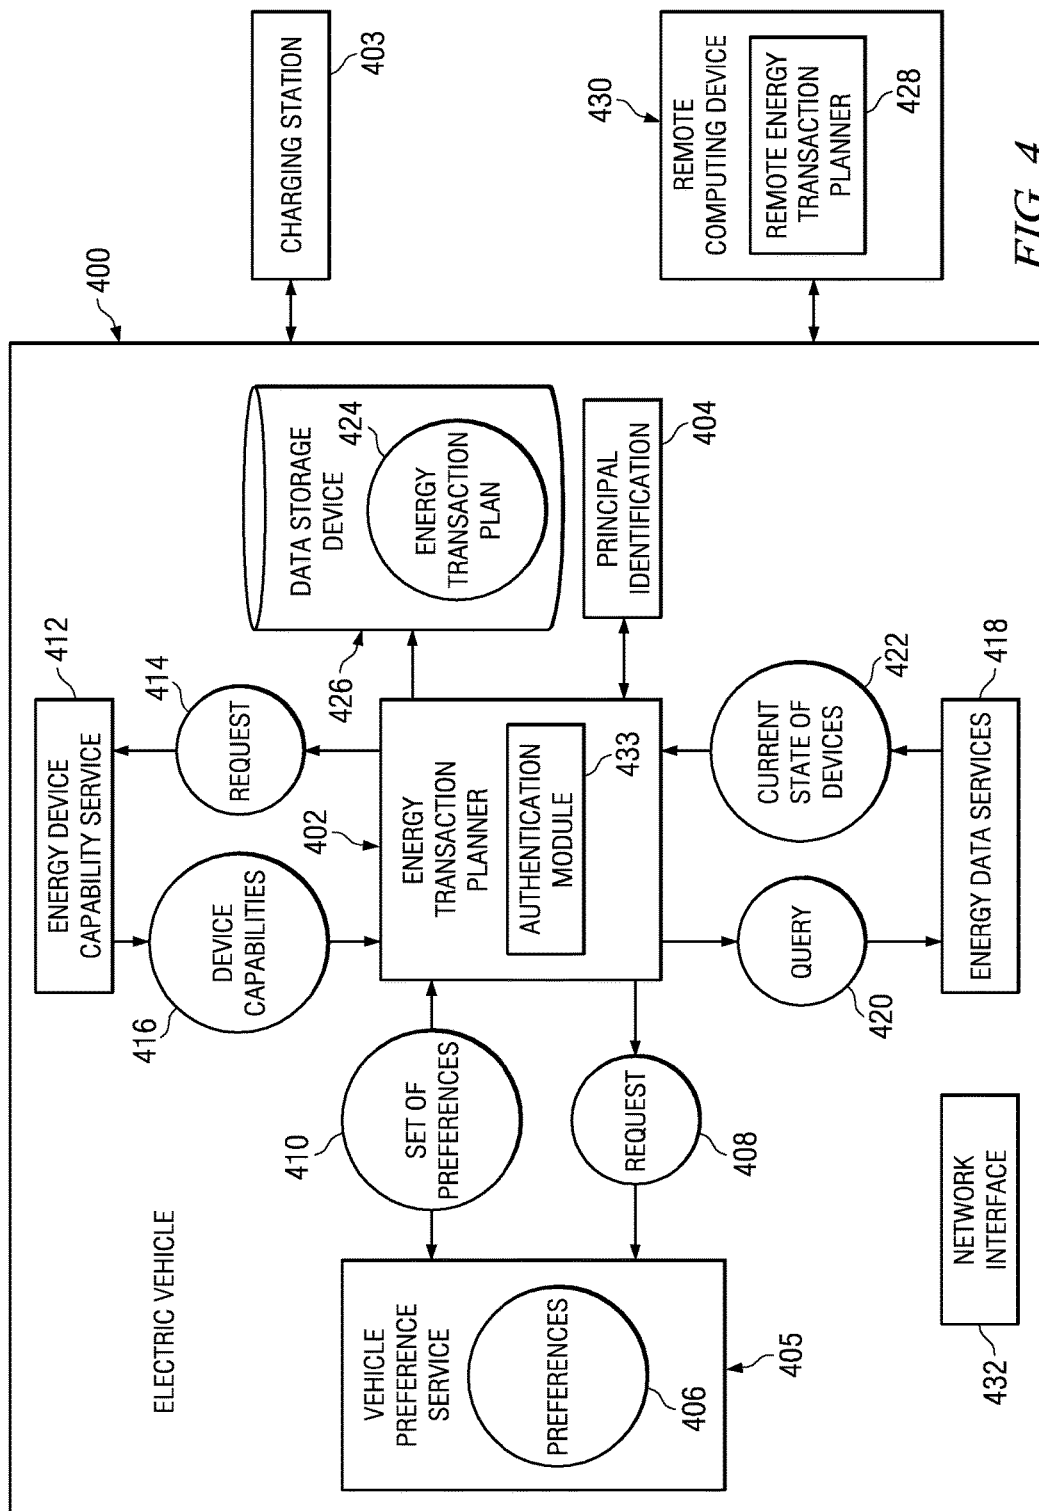 ELECTRIC VEHICLE
400
ENERGY DEVICE
CAPABILITY SERVICE
412
DEVICE
CAPABILITIES
416
REQUEST
414
VEHICLE
PREFERENCE
SERVICE
PREFERENCES
406
405
SET OF
PREFERENCES
410
REQUEST
408
ENERGY
TRANSACTION
PLANNER
402
AUTHENTICATION
MODULE
433
DATA STORAGE
DEVICE
426
ENERGY
TRANSACTION
PLAN
424
PRINCIPAL
IDENTIFICATION
404
QUERY
420
CURRENT
STATE OF
DEVICES
422
ENERGY DATA SERVICES
418
NETWORK
INTERFACE
432
CHARGING STATION
403
REMOTE
COMPUTING DEVICE
430
REMOTE ENERGY
TRANSACTION
PLANNER
428
FIG. 4